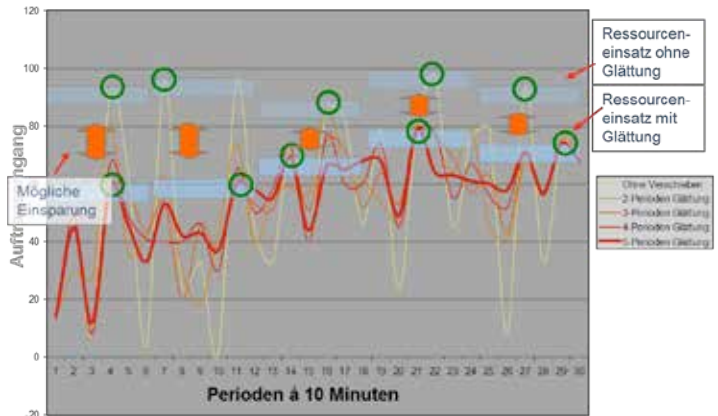 120
100
80
60
40
20
0
-20
1 2 3 4 5 6 7 8 9 10 11 12 13 14 15 16 17 18 19 20 21 22 23 24 25 26 27 28 29 30
Perioden á 10 Minuten
Mögliche
Einsparung
Ressourcen-
einsatz ohne
Glättung
Ressourcen-
einsatz mit
Glättung
Ohne Verschieben
2-Perioden Glättung
3-Perioden Glättung
4 Perioden Glättung
5-Perioden Glättung